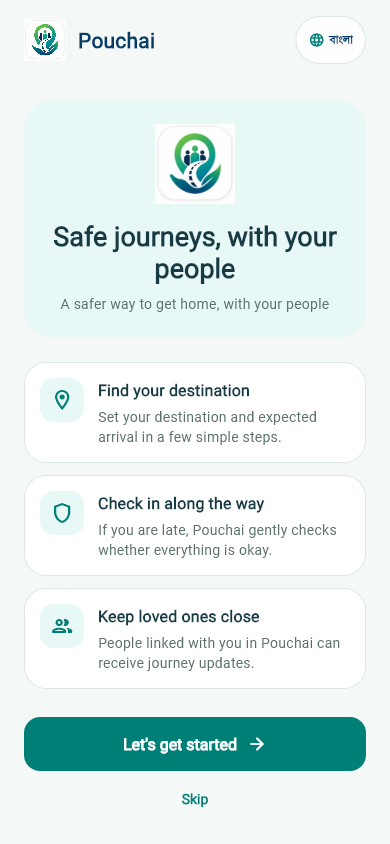 Pouchai
বাংলা
Safe journeys, with your
people
A safer way to get home, with your people
Find your destination
Set your destination and expected
arrival in a few simple steps.
Check in along the way
If you are late, Pouchai gently checks
whether everything is okay.
Keep loved ones close
People linked with you in Pouchai can
receive journey updates.
Let's get started
Skip